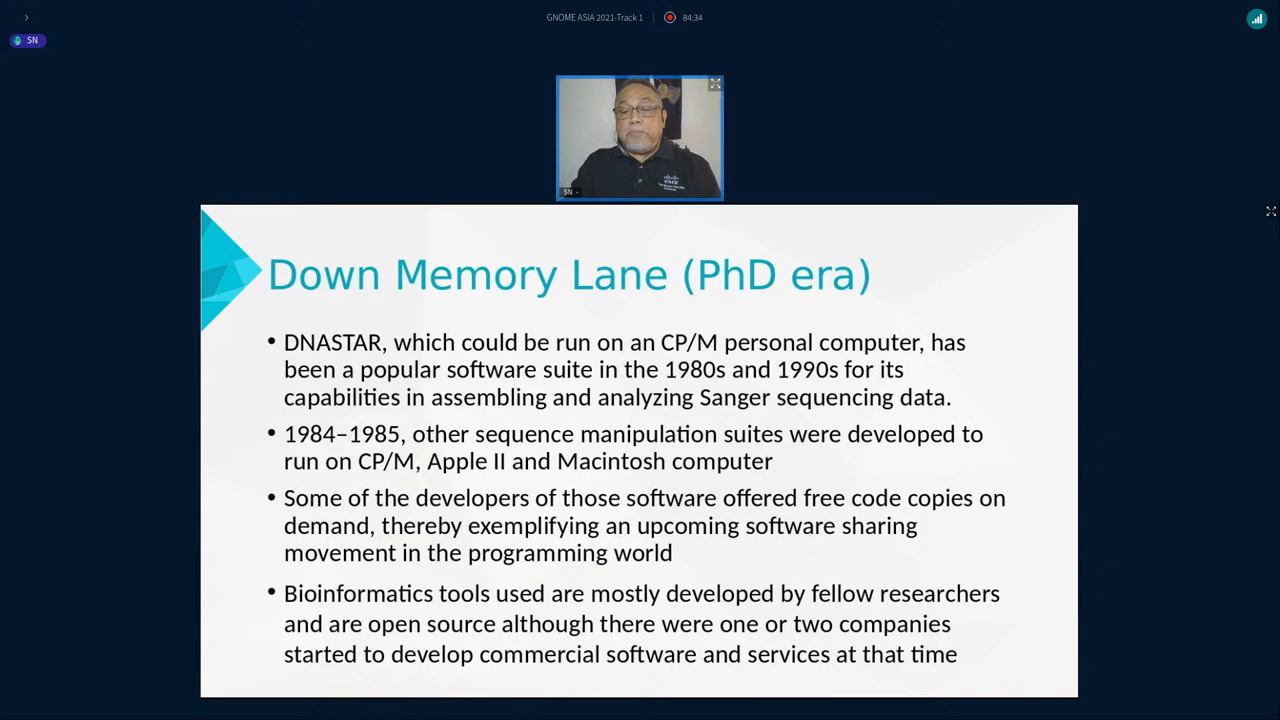 GNOME ASIA 2021-Track 1
84:34
SN
CISCO
SN -
Down Memory Lane (PhD era)
• DNASTAR, which could be run on an CP/M personal computer, has
been a popular software suite in the 1980s and 1990s for its
capabilities in assembling and analyzing Sanger sequencing data.
• 1984–1985, other sequence manipulation suites were developed to
run on CP/M, Apple II and Macintosh computer
• Some of the developers of those software offered free code copies on
demand, thereby exemplifying an upcoming software sharing
movement in the programming world
• Bioinformatics tools used are mostly developed by fellow researchers
and are open source although there were one or two companies
started to develop commercial software and services at that time